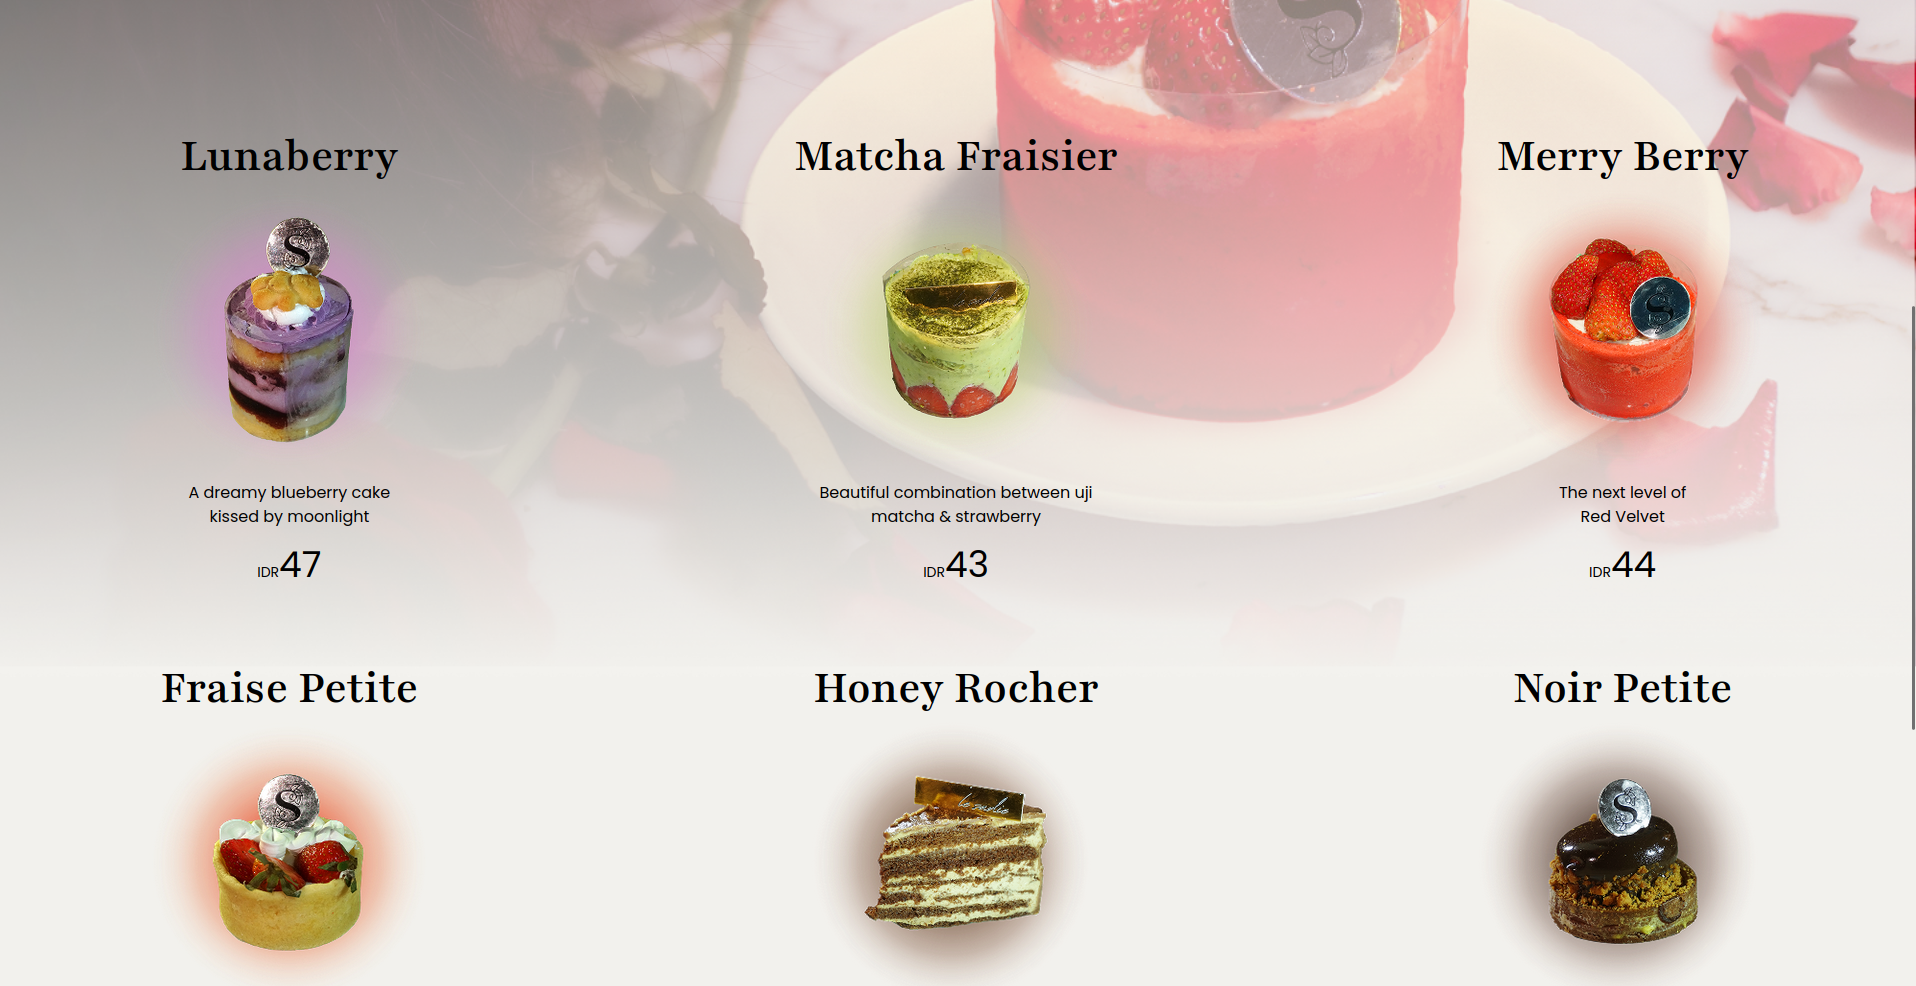 Lunaberry
Matcha Fraisier
Merry Berry
A dreamy blueberry cake
kissed by moonlight
IDR47
Beautiful combination between uji
matcha & strawberry
IDR43
The next level of
Red Velvet
IDR44
Fraise Petite
Honey Rocher
Noir Petite
S
S
S
S
S